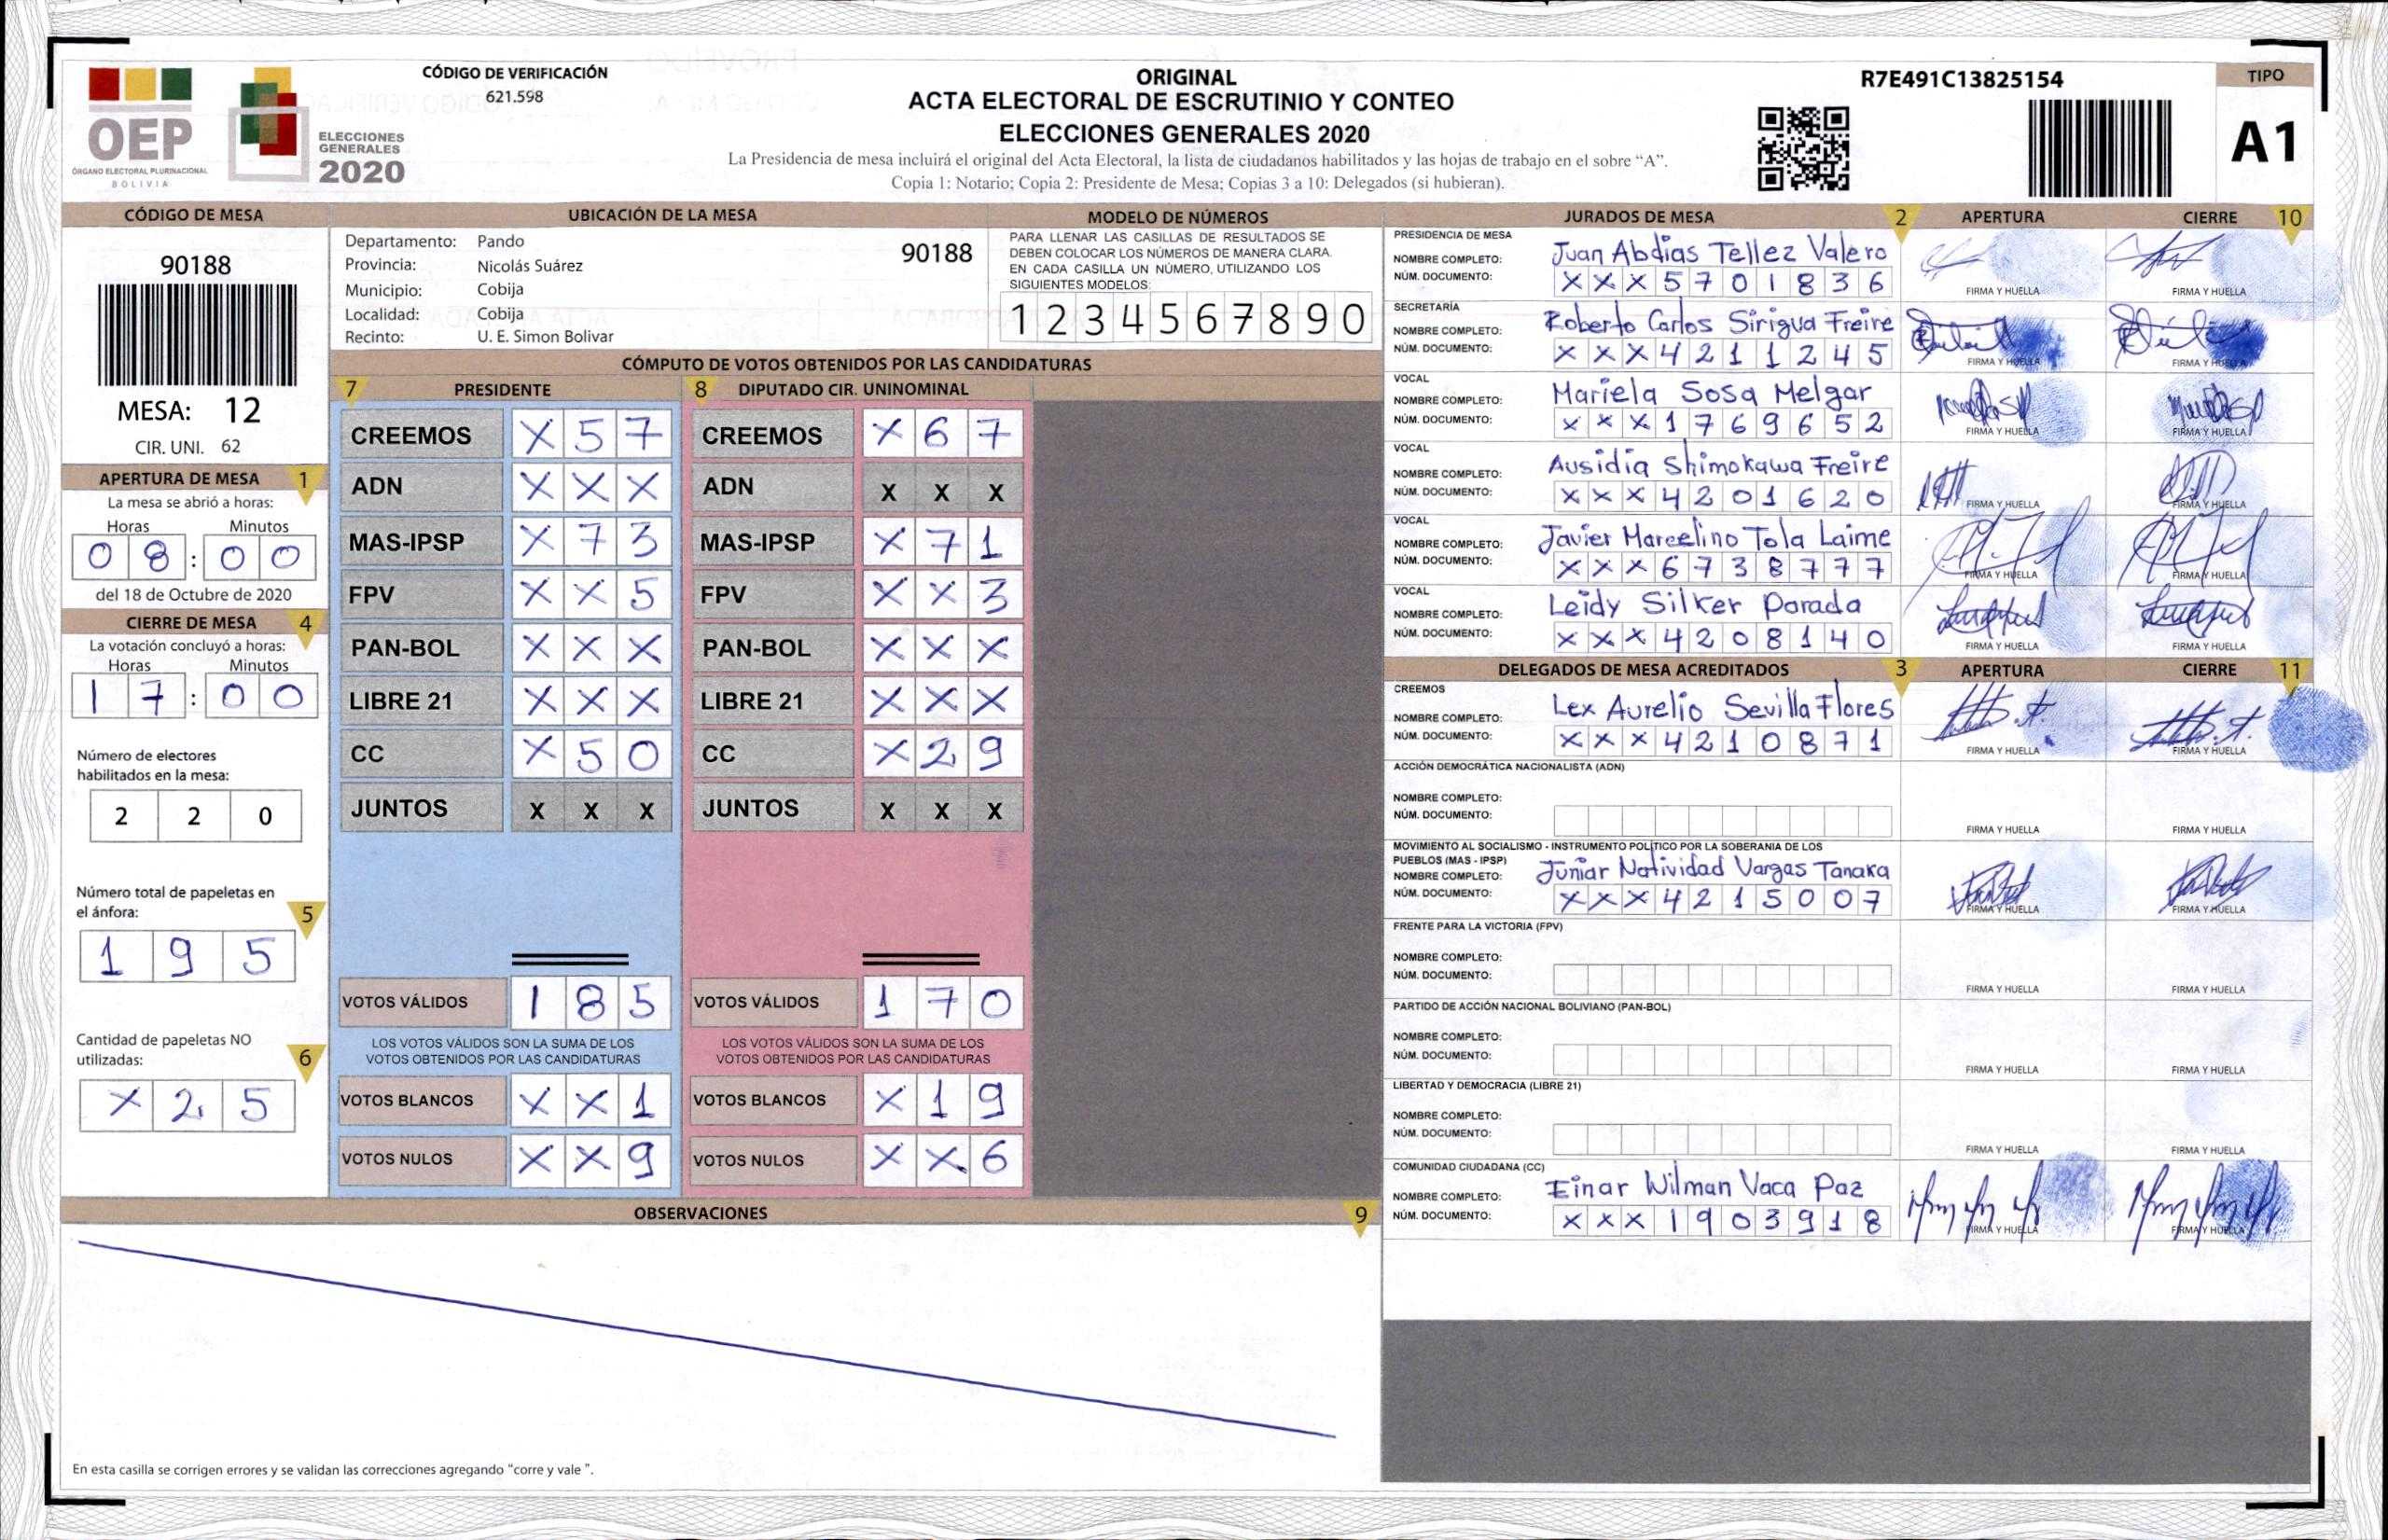 CÓDIGO DE VERIFICACIÓN
621.598
OEP
ÓRGANO ELECTORAL PLURINACIONAL
BOLIVIA
ELECCIONES
GENERALES
2020
ORIGINAL
ACTA ELECTORAL DE ESCRUTINIO Y CONTEO
ELECCIONES GENERALES 2020
La Presidencia de mesa incluirá el original del Acta Electoral, la lista de ciudadanos habilitados y las hojas de trabajo en el sobre “A”.
Copia 1: Notario; Copia 2: Presidente de Mesa; Copias 3 a 10: Delegados (si hubieran).
R7E491C13825154
TIPO
A1
CÓDIGO DE MESA
90188
MESA: 12
CIR. UNI. 62
APERTURA DE MESA 1
La mesa se abrió a horas:
Horas Minutos
0 8 : 0 0
del 18 de Octubre de 2020
CIERRE DE MESA 4
La votación concluyó a horas:
Horas Minutos
1 7 : 0 0
Número de electores
habilitados en la mesa:
2 2 0
Número total de papeletas en
el ánfora: 5
1 9 5
Cantidad de papeletas NO
utilizadas: 6
X 2 5
UBICACIÓN DE LA MESA
Departamento: Pando 90188
Provincia: Nicolás Suárez
Municipio: Cobija
Localidad: Cobija
Recinto: U. E. Simon Bolivar
MODELO DE NÚMEROS
PARA LLENAR LAS CASILLAS DE RESULTADOS SE
DEBEN COLOCAR LOS NÚMEROS DE MANERA CLARA.
EN CADA CASILLA UN NÚMERO, UTILIZANDO LOS
SIGUIENTES MODELOS:
1 2 3 4 5 6 7 8 9 0
CÓMPUTO DE VOTOS OBTENIDOS POR LAS CANDIDATURAS
7 PRESIDENTE
CREEMOS X 5 7
ADN X X X
MAS-IPSP X 7 3
FPV X X 5
PAN-BOL X X X
LIBRE 21 X X X
CC X 5 0
JUNTOS X X X
VOTOS VÁLIDOS 1 8 5
LOS VOTOS VÁLIDOS SON LA SUMA DE LOS
VOTOS OBTENIDOS POR LAS CANDIDATURAS
VOTOS BLANCOS X X 1
VOTOS NULOS X X 9
8 DIPUTADO CIR. UNINOMINAL
CREEMOS X 6 7
ADN X X X
MAS-IPSP X 7 1
FPV X X 3
PAN-BOL X X X
LIBRE 21 X X X
CC X 2 9
JUNTOS X X X
VOTOS VÁLIDOS 1 7 0
LOS VOTOS VÁLIDOS SON LA SUMA DE LOS
VOTOS OBTENIDOS POR LAS CANDIDATURAS
VOTOS BLANCOS X 1 9
VOTOS NULOS X X 6
OBSERVACIONES 9
En esta casilla se corrigen errores y se validan las correcciones agregando “corre y vale ”.
JURADOS DE MESA 2 APERTURA CIERRE 10
PRESIDENCIA DE MESA
NOMBRE COMPLETO: Juan Abdias Tellez Valero
NÚM. DOCUMENTO: X X X 5 7 0 1 8 3 6
FIRMA Y HUELLA FIRMA Y HUELLA
SECRETARÍA
NOMBRE COMPLETO: Roberto Carlos Sirigua Freire
NÚM. DOCUMENTO: X X X 4 2 1 1 2 4 5
FIRMA Y HUELLA FIRMA Y HUELLA
VOCAL
NOMBRE COMPLETO: Mariela Sosa Melgar
NÚM. DOCUMENTO: X X X 1 7 6 9 6 5 2
FIRMA Y HUELLA FIRMA Y HUELLA
VOCAL
NOMBRE COMPLETO: Ausidia Shimokawa Freire
NÚM. DOCUMENTO: X X X 4 2 0 1 6 2 0
FIRMA Y HUELLA FIRMA Y HUELLA
VOCAL
NOMBRE COMPLETO: Javier Marcelino Tola Laime
NÚM. DOCUMENTO: X X X 6 7 3 8 7 7 7
FIRMA Y HUELLA FIRMA Y HUELLA
VOCAL
NOMBRE COMPLETO: Leidy Silker Parada
NÚM. DOCUMENTO: X X X 4 2 0 8 1 4 0
FIRMA Y HUELLA FIRMA Y HUELLA
DELEGADOS DE MESA ACREDITADOS 3 APERTURA CIERRE 11
CREEMOS
NOMBRE COMPLETO: Lex Aurelio Sevilla Flores
NÚM. DOCUMENTO: X X X 4 2 1 0 8 7 1
FIRMA Y HUELLA FIRMA Y HUELLA
ACCIÓN DEMOCRÁTICA NACIONALISTA (ADN)
NOMBRE COMPLETO:
NÚM. DOCUMENTO:
FIRMA Y HUELLA FIRMA Y HUELLA
MOVIMIENTO AL SOCIALISMO - INSTRUMENTO POLÍTICO POR LA SOBERANIA DE LOS
PUEBLOS (MAS - IPSP)
NOMBRE COMPLETO: Juniar Natividad Vargas Tanaka
NÚM. DOCUMENTO: X X X 4 2 1 5 0 0 7
FIRMA Y HUELLA FIRMA Y HUELLA
FRENTE PARA LA VICTORIA (FPV)
NOMBRE COMPLETO:
NÚM. DOCUMENTO:
FIRMA Y HUELLA FIRMA Y HUELLA
PARTIDO DE ACCIÓN NACIONAL BOLIVIANO (PAN-BOL)
NOMBRE COMPLETO:
NÚM. DOCUMENTO:
FIRMA Y HUELLA FIRMA Y HUELLA
LIBERTAD Y DEMOCRACIA (LIBRE 21)
NOMBRE COMPLETO:
NÚM. DOCUMENTO:
FIRMA Y HUELLA FIRMA Y HUELLA
COMUNIDAD CIUDADANA (CC)
NOMBRE COMPLETO: Einar Wilman Vaca Paz
NÚM. DOCUMENTO: X X X 1 9 0 3 9 1 8
FIRMA Y HUELLA FIRMA Y HUELLA